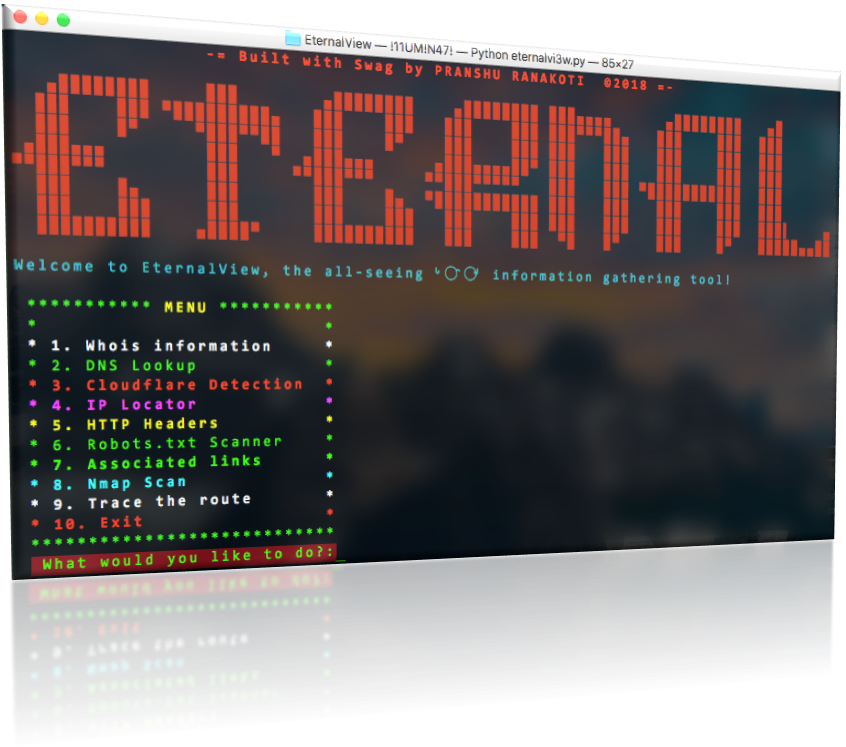 EternalView — !11UM!N47! — Python eternalvi3w.py — 85×27
-= Built with Swag by PRANSHU RANAKOTI ©2018 =-
ETERNAL
Welcome to EternalView, the all-seeing information gathering tool!
*********** MENU ***********
* *
* 1. Whois information *
* 2. DNS Lookup *
* 3. Cloudflare Detection *
* 4. IP Locator *
* 5. HTTP Headers *
* 6. Robots.txt Scanner *
* 7. Associated links *
* 8. Nmap Scan *
* 9. Trace the route *
* 10. Exit *
***************************
What would you like to do?:_